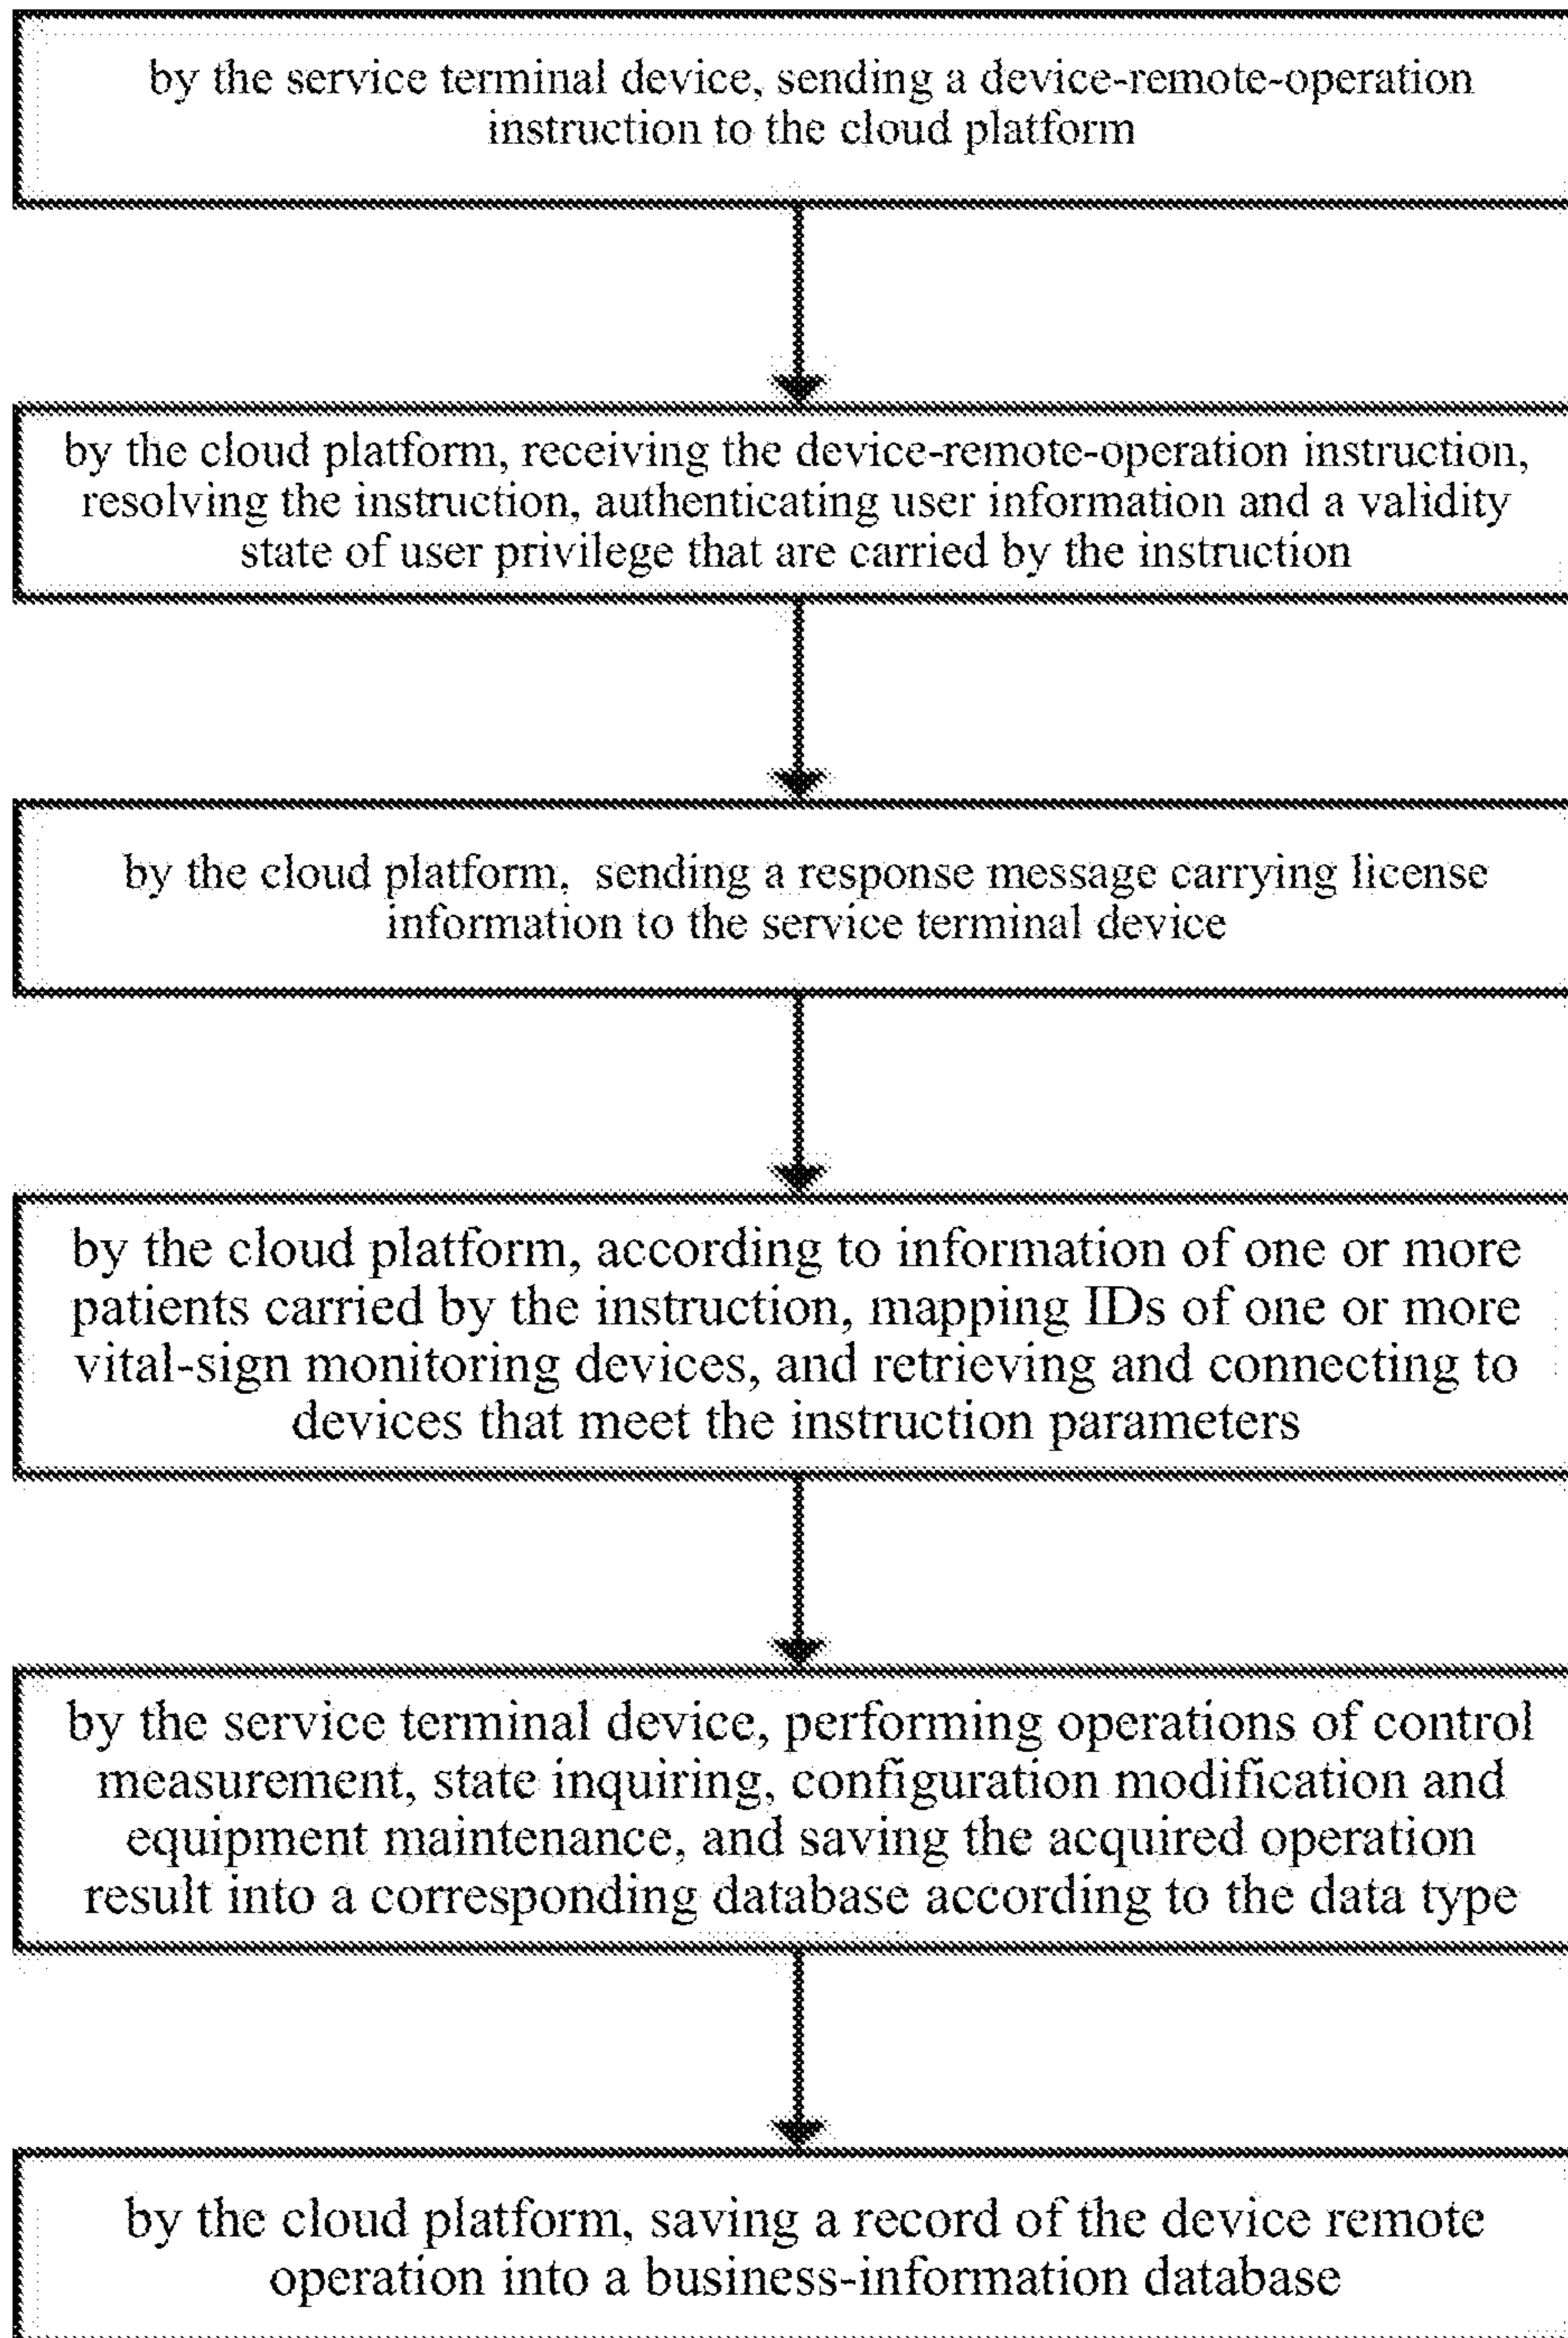 by the service terminal device, sending a device-remote-operation
instruction to the cloud platform
by the cloud platform, receiving the device-remote-operation instruction,
resolving the instruction, authenticating user information and a validity
state of user privilege that are carried by the instruction
by the cloud platform, sending a response message carrying license
information to the service terminal device
by the cloud platform, according to information of one or more
patients carried by the instruction, mapping IDs of one or more
vital-sign monitoring devices, and retrieving and connecting to
devices that meet the instruction parameters
by the service terminal device, performing operations of control
measurement, state inquiring, configuration modification and
equipment maintenance, and saving the acquired operation
result into a corresponding database according to the data type
by the cloud platform, saving a record of the device remote
operation into a business-information database